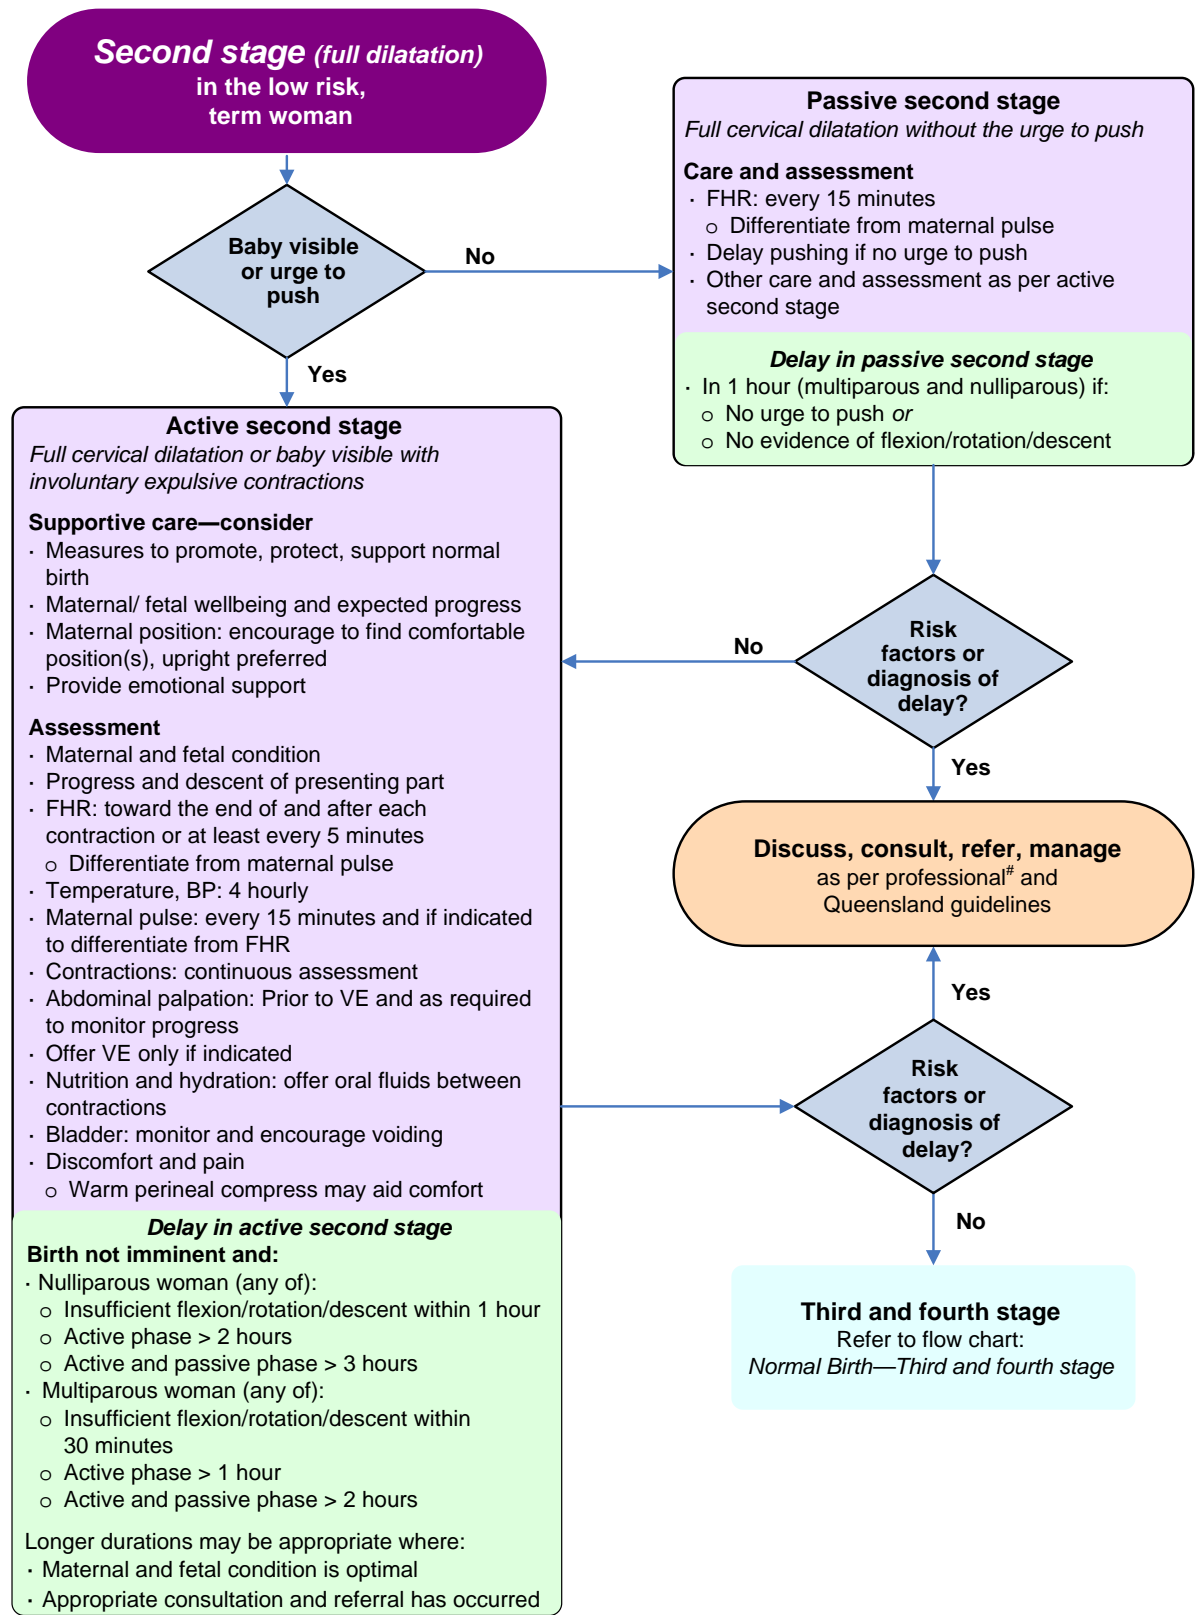 Second stage (full dilatation)
in the low risk,
term woman
Baby visible
or urge to
push
No
Yes
Passive second stage
Full cervical dilatation without the urge to push
Care and assessment
· FHR: every 15 minutes
o Differentiate from maternal pulse
· Delay pushing if no urge to push
· Other care and assessment as per active
second stage
Delay in passive second stage
· In 1 hour (multiparous and nulliparous) if:
o No urge to push or
o No evidence of flexion/rotation/descent
Active second stage
Full cervical dilatation or baby visible with
involuntary expulsive contractions
Supportive care—consider
· Measures to promote, protect, support normal
birth
· Maternal/ fetal wellbeing and expected progress
· Maternal position: encourage to find comfortable
position(s), upright preferred
· Provide emotional support
Assessment
· Maternal and fetal condition
· Progress and descent of presenting part
· FHR: toward the end of and after each
contraction or at least every 5 minutes
o Differentiate from maternal pulse
· Temperature, BP: 4 hourly
· Maternal pulse: every 15 minutes and if indicated
to differentiate from FHR
· Contractions: continuous assessment
· Abdominal palpation: Prior to VE and as required
to monitor progress
· Offer VE only if indicated
· Nutrition and hydration: offer oral fluids between
contractions
· Bladder: monitor and encourage voiding
· Discomfort and pain
o Warm perineal compress may aid comfort
Delay in active second stage
Birth not imminent and:
· Nulliparous woman (any of):
o Insufficient flexion/rotation/descent within 1 hour
o Active phase > 2 hours
o Active and passive phase > 3 hours
· Multiparous woman (any of):
o Insufficient flexion/rotation/descent within
30 minutes
o Active phase > 1 hour
o Active and passive phase > 2 hours
Longer durations may be appropriate where:
· Maternal and fetal condition is optimal
· Appropriate consultation and referral has occurred
Risk
factors or
diagnosis of
delay?
No
Yes
Discuss, consult, refer, manage
as per professional# and
Queensland guidelines
Yes
Risk
factors or
diagnosis of
delay?
No
Third and fourth stage
Refer to flow chart:
Normal Birth—Third and fourth stage